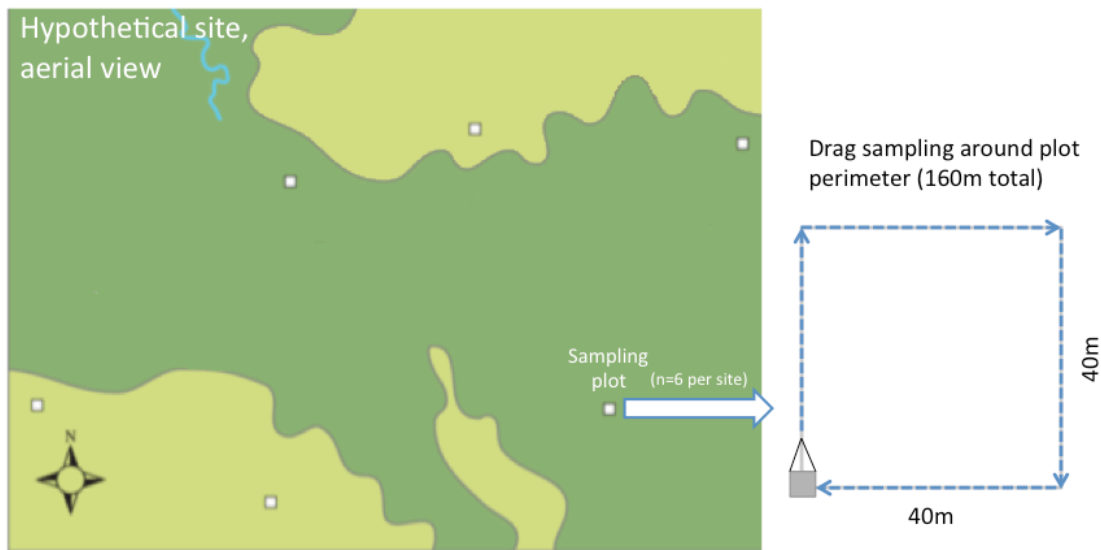 Hypothetical site,
aerial view
Drag sampling around plot
perimeter (160m total)
Sampling
plot
(n=6 per site)
40m
N
40m